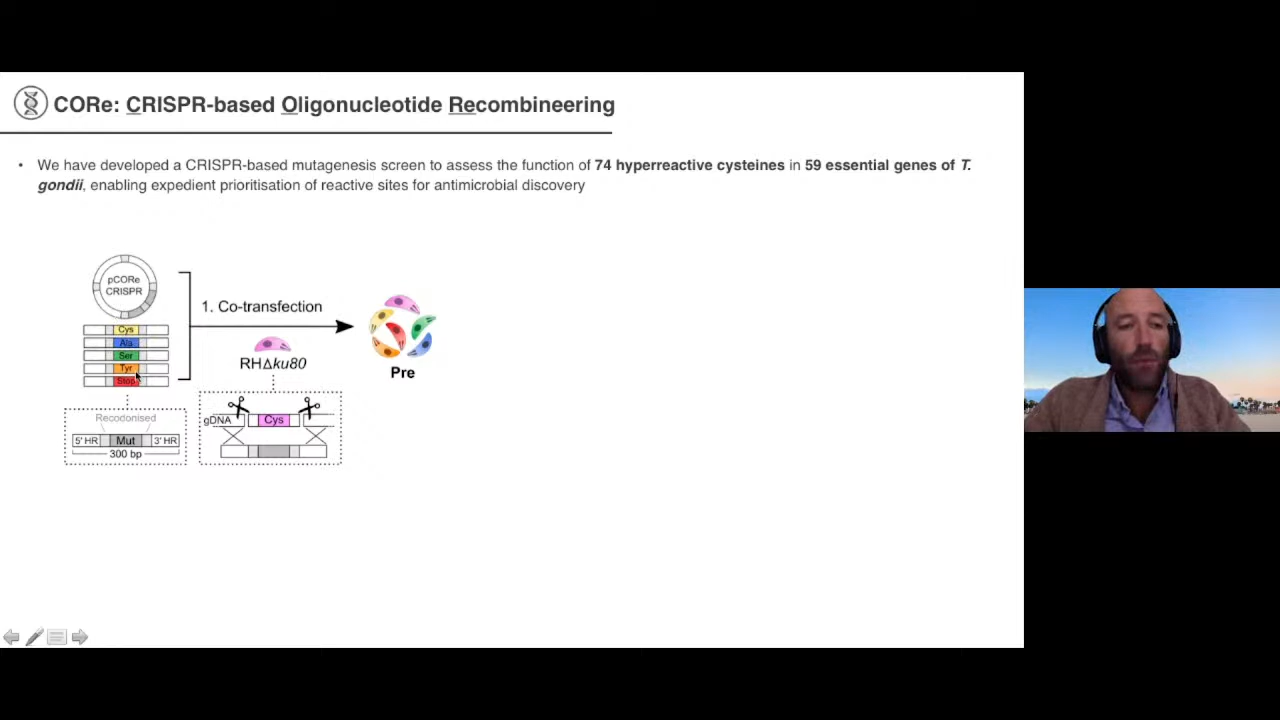 CORe: CRISPR-based Oligonucleotide Recombineering
• We have developed a CRISPR-based mutagenesis screen to assess the function of 74 hyperreactive cysteines in 59 essential genes of T.
gondii, enabling expedient prioritisation of reactive sites for antimicrobial discovery
pCORe
CRISPR
Cys
Ala
Ser
Tyr
Stop
1. Co-transfection
RHΔku80
Pre
Recodonised
5' HR Mut 3' HR
300 bp
gDNA Cys